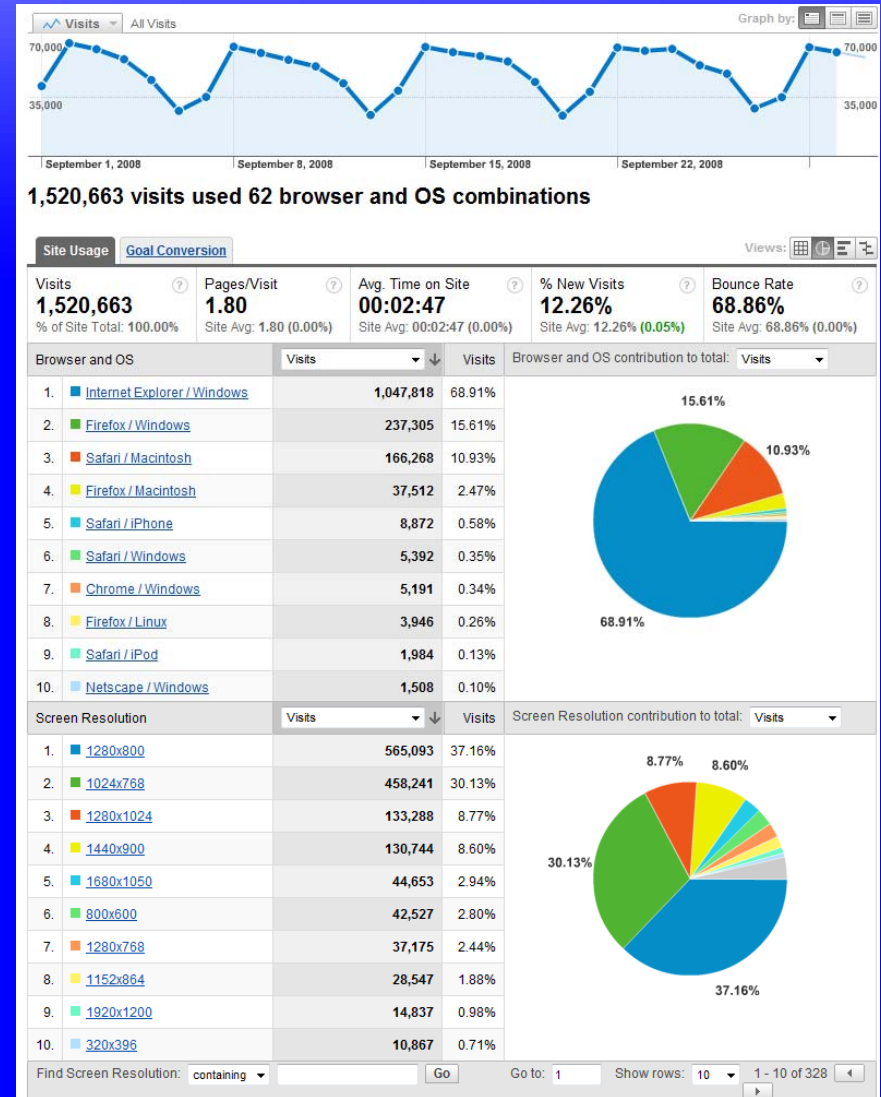 Visits All Visits Graph by:
70,000 70,000
35,000 35,000
September 1, 2008 September 8, 2008 September 15, 2008 September 22, 2008
1,520,663 visits used 62 browser and OS combinations
Site Usage Goal Conversion Views:
Visits ? Pages/Visit ? Avg. Time on Site ? % New Visits ? Bounce Rate ?
1,520,663 1.80 00:02:47 12.26% 68.86%
% of Site Total: 100.00% Site Avg: 1.80 (0.00%) Site Avg: 00:02:47 (0.00%) Site Avg: 12.26% (0.05%) Site Avg: 68.86% (0.00%)
Browser and OS Visits Visits Browser and OS contribution to total: Visits
1. Internet Explorer / Windows 1,047,818 68.91%
2. Firefox / Windows 237,305 15.61%
3. Safari / Macintosh 166,268 10.93%
4. Firefox / Macintosh 37,512 2.47%
5. Safari / iPhone 8,872 0.58%
6. Safari / Windows 5,392 0.35%
7. Chrome / Windows 5,191 0.34%
8. Firefox / Linux 3,946 0.26%
9. Safari / iPod 1,984 0.13%
10. Netscape / Windows 1,508 0.10%
15.61%
10.93%
68.91%
Screen Resolution Visits Visits Screen Resolution contribution to total: Visits
1. 1280x800 565,093 37.16%
2. 1024x768 458,241 30.13%
3. 1280x1024 133,288 8.77%
4. 1440x900 130,744 8.60%
5. 1680x1050 44,653 2.94%
6. 800x600 42,527 2.80%
7. 1280x768 37,175 2.44%
8. 1152x864 28,547 1.88%
9. 1920x1200 14,837 0.98%
10. 320x396 10,867 0.71%
8.77% 8.60%
30.13%
37.16%
Find Screen Resolution: containing Go Go to: 1 Show rows: 10 1 - 10 of 328